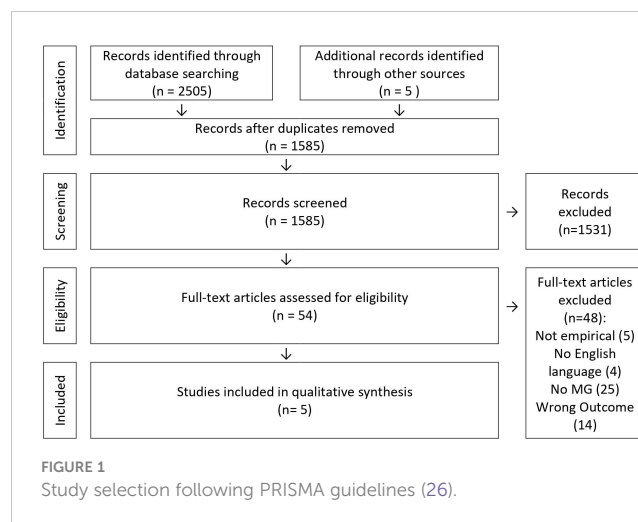 Identification
Records identified through
database searching
(n = 2505)
Additional records identified
through other sources
(n = 5 )
↓
↓
Records after duplicates removed
(n = 1585)
↓
Screening
Records screened
(n = 1585)
→
Records
excluded
(n=1531)
↓
Eligibility
Full-text articles assessed for eligibility
(n = 54)
→
Full-text articles
excluded
(n=48):
Not empirical (5)
No English
language (4)
No MG (25)
Wrong Outcome
(14)
↓
Included
Studies included in qualitative synthesis
(n= 5)
FIGURE 1
Study selection following PRISMA guidelines (26).